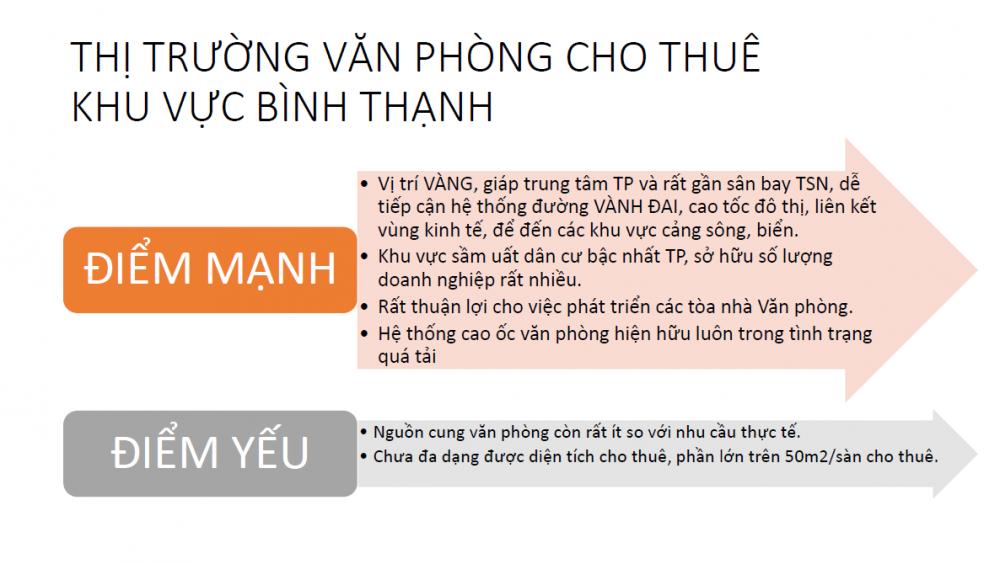 THỊ TRƯỜNG VĂN PHÒNG CHO THUÊ
KHU VỰC BÌNH THẠNH
ĐIỂM MẠNH
• Vị trí VÀNG, giáp trung tâm TP và rất gần sân bay TSN, dễ
tiếp cận hệ thống đường VÀNH ĐAI, cao tốc đô thị, liên kết
vùng kinh tế, để đến các khu vực cảng sông, biển.
• Khu vực sầm uất dân cư bậc nhất TP, sở hữu số lượng
doanh nghiệp rất nhiều.
• Rất thuận lợi cho việc phát triển các tòa nhà Văn phòng.
• Hệ thống cao ốc văn phòng hiện hữu luôn trong tình trạng
quá tải
ĐIỂM YẾU
• Nguồn cung văn phòng còn rất ít so với nhu cầu thực tế.
• Chưa đa dạng được diện tích cho thuê, phần lớn trên 50m2/sàn cho thuê.